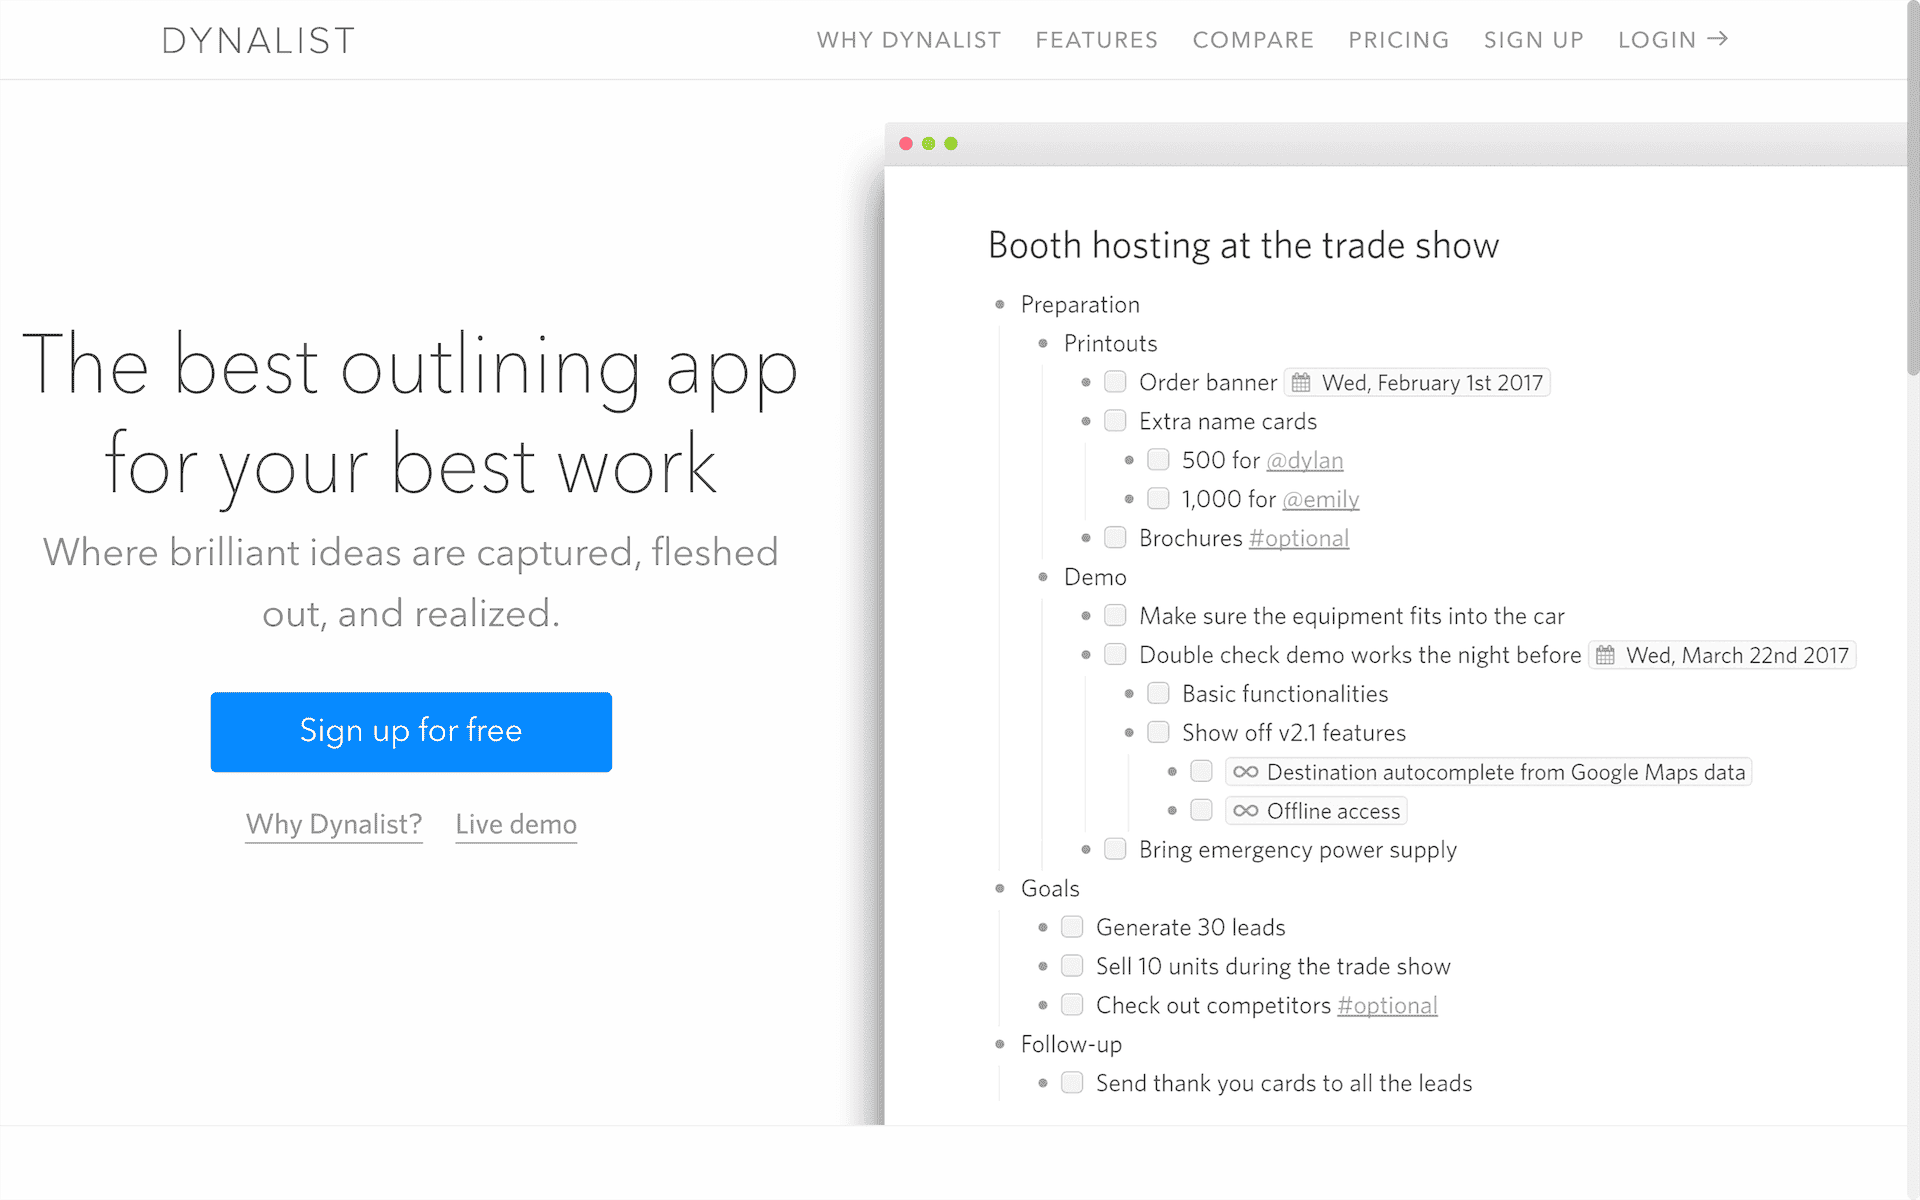 DYNALIST
WHY DYNALIST FEATURES COMPARE PRICING SIGN UP LOGIN →
The best outlining app
for your best work
Where brilliant ideas are captured, fleshed
out, and realized.
Sign up for free
Why Dynalist? Live demo
Booth hosting at the trade show
Preparation
Printouts
Order banner Wed, February 1st 2017
Extra name cards
500 for @dylan
1,000 for @emily
Brochures #optional
Demo
Make sure the equipment fits into the car
Double check demo works the night before Wed, March 22nd 2017
Basic functionalities
Show off v2.1 features
Destination autocomplete from Google Maps data
Offline access
Bring emergency power supply
Goals
Generate 30 leads
Sell 10 units during the trade show
Check out competitors #optional
Follow-up
Send thank you cards to all the leads